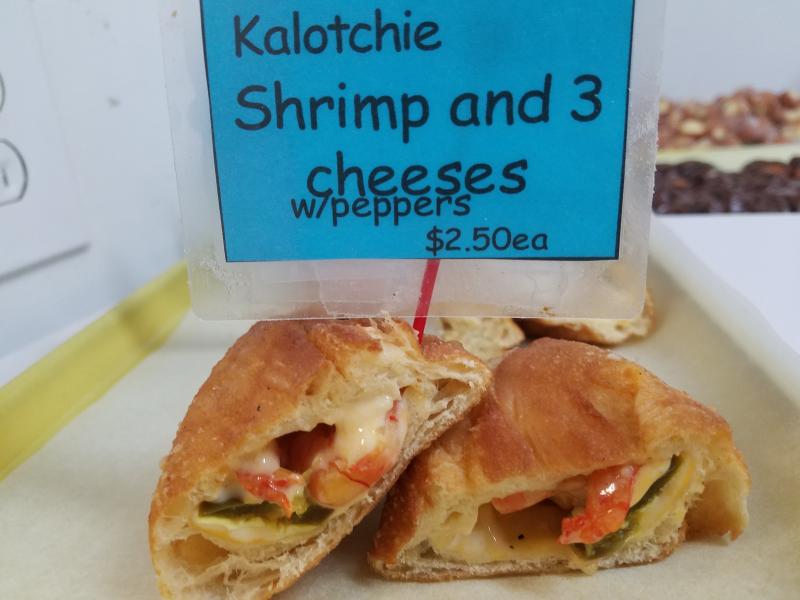 Kalotchie
Shrimp and 3
cheeses
w/peppers
$2.50ea